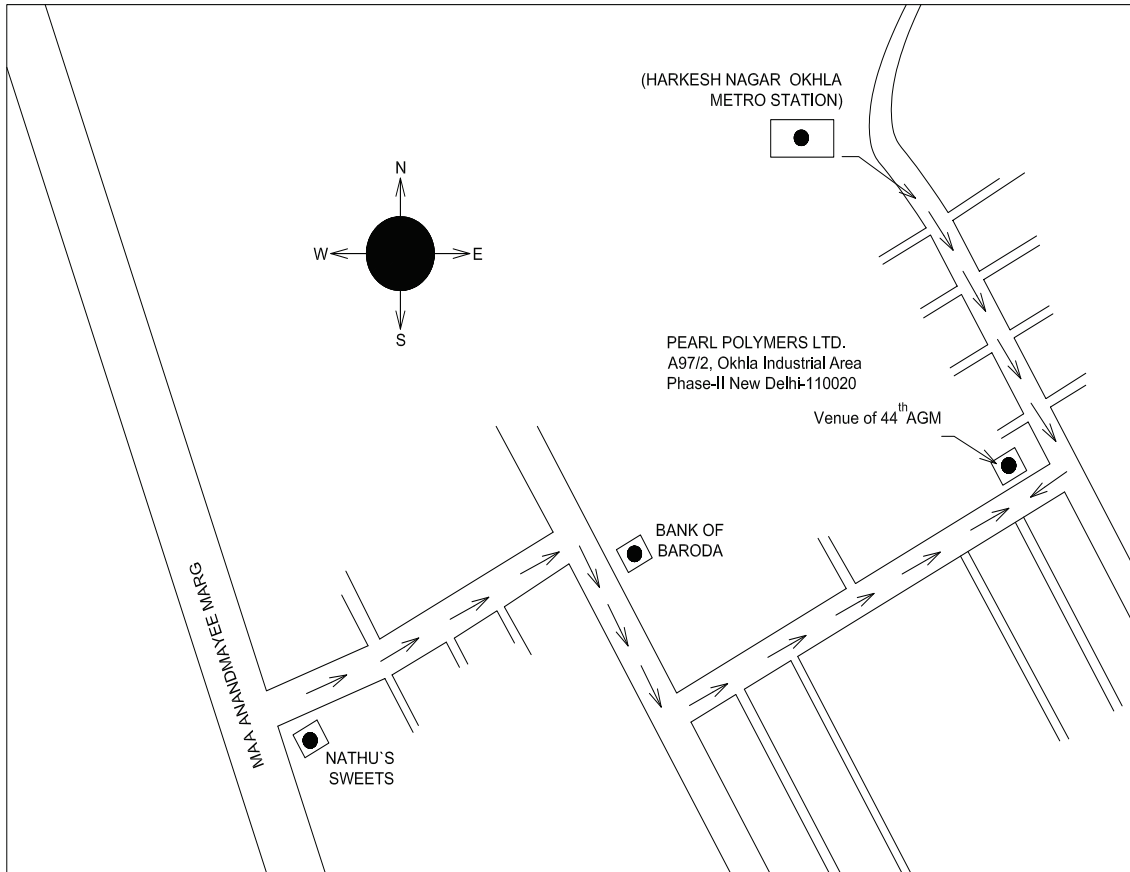 (HARKESH NAGAR OKHLA
METRO STATION)
N
W
E
S
PEARL POLYMERS LTD.
A97/2, Okhla Industrial Area
Phase-II New Delhi-110020
Venue of 44th AGM
BANK OF
BARODA
MAA ANANDMAYEE MARG
NATHU`S
SWEETS